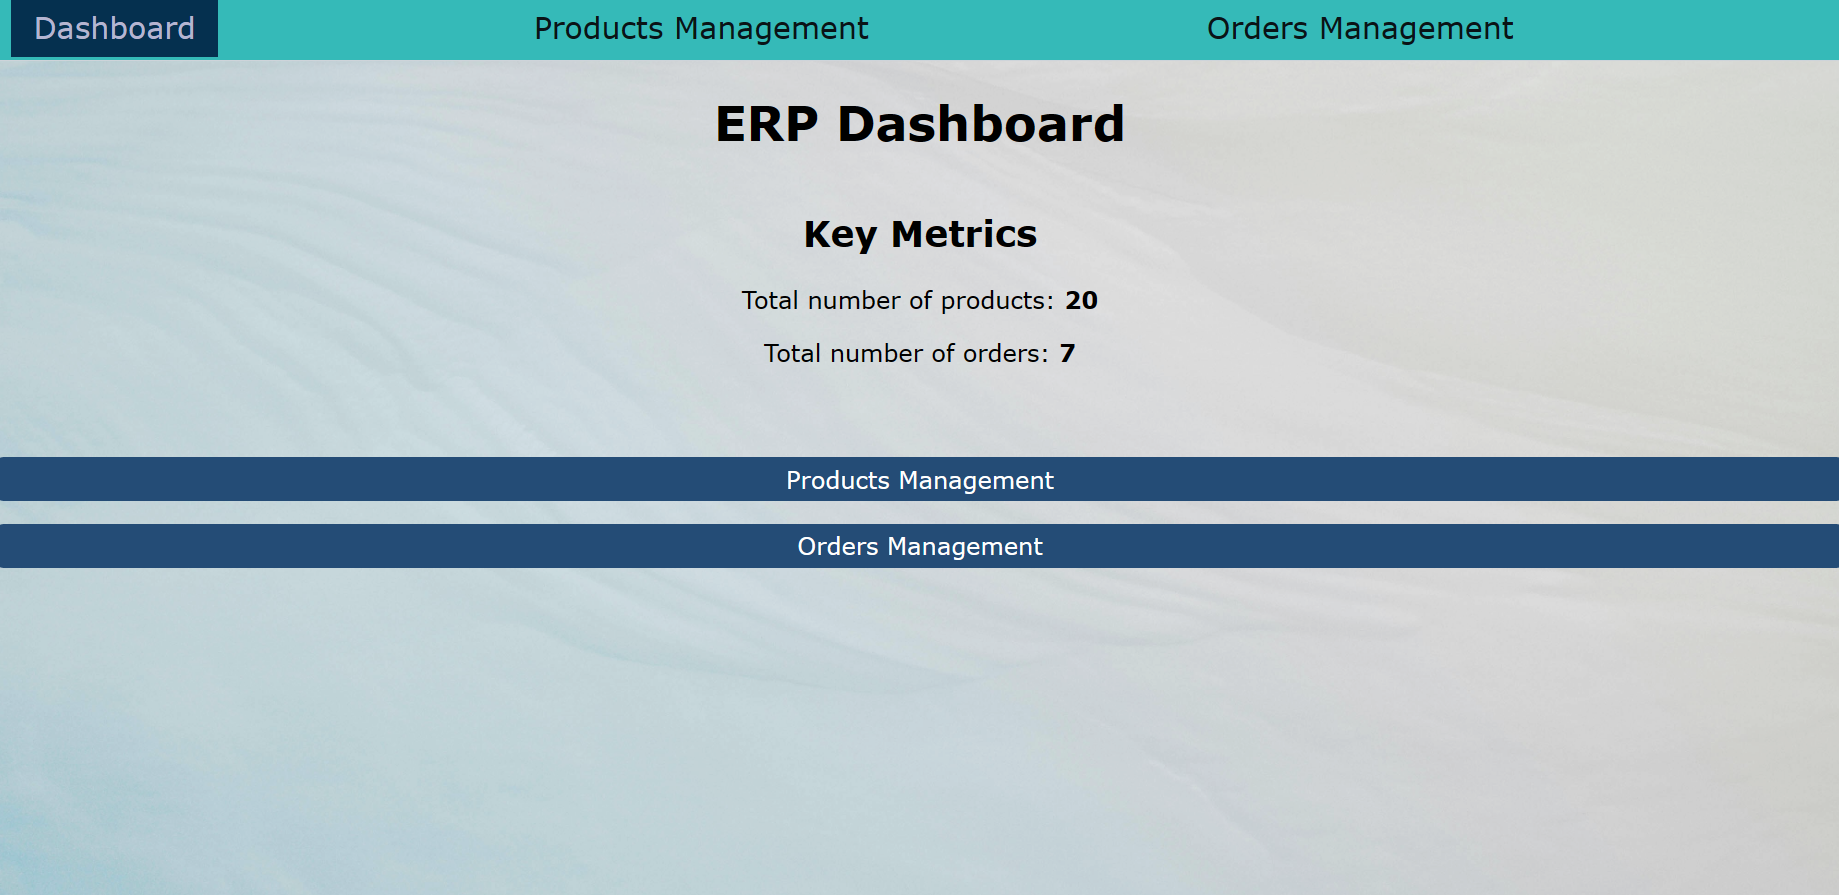 Dashboard Products Management Orders Management
ERP Dashboard
Key Metrics
Total number of products: 20
Total number of orders: 7
Products Management
Orders Management